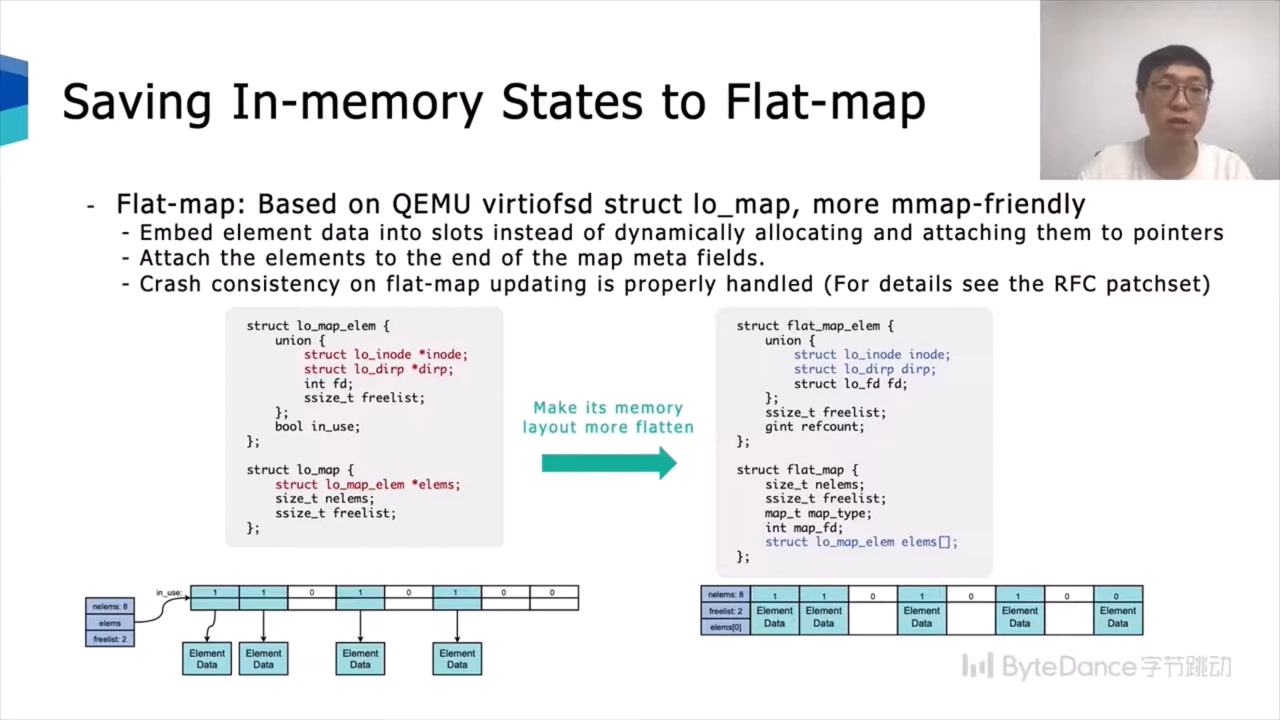 Saving In-memory States to Flat-map
- Flat-map: Based on QEMU virtiofsd struct lo_map, more mmap-friendly
- Embed element data into slots instead of dynamically allocating and attaching them to pointers
- Attach the elements to the end of the map meta fields.
- Crash consistency on flat-map updating is properly handled (For details see the RFC patchset)
struct lo_map_elem {
union {
struct lo_inode *inode;
struct lo_dirp *dirp;
int fd;
ssize_t freelist;
};
bool in_use;
};
struct lo_map {
struct lo_map_elem *elems;
size_t nelems;
ssize_t freelist;
};
Make its memory
layout more flatten
struct flat_map_elem {
union {
struct lo_inode inode;
struct lo_dirp dirp;
struct lo_fd fd;
};
ssize_t freelist;
gint refcount;
};
struct flat_map {
size_t nelems;
ssize_t freelist;
map_t map_type;
int map_fd;
struct lo_map_elem elems[];
};
in_use: 1 1 0 1 0 1 0 0
nelems: 8
elems
freelist: 2
Element Element Element Element
Data Data Data Data
nelems: 8 1 1 0 1 0 1 0 0
freelist: 2 Element Element Element Element Element
elems[0] Data Data Data Data Data
ByteDance字节跳动